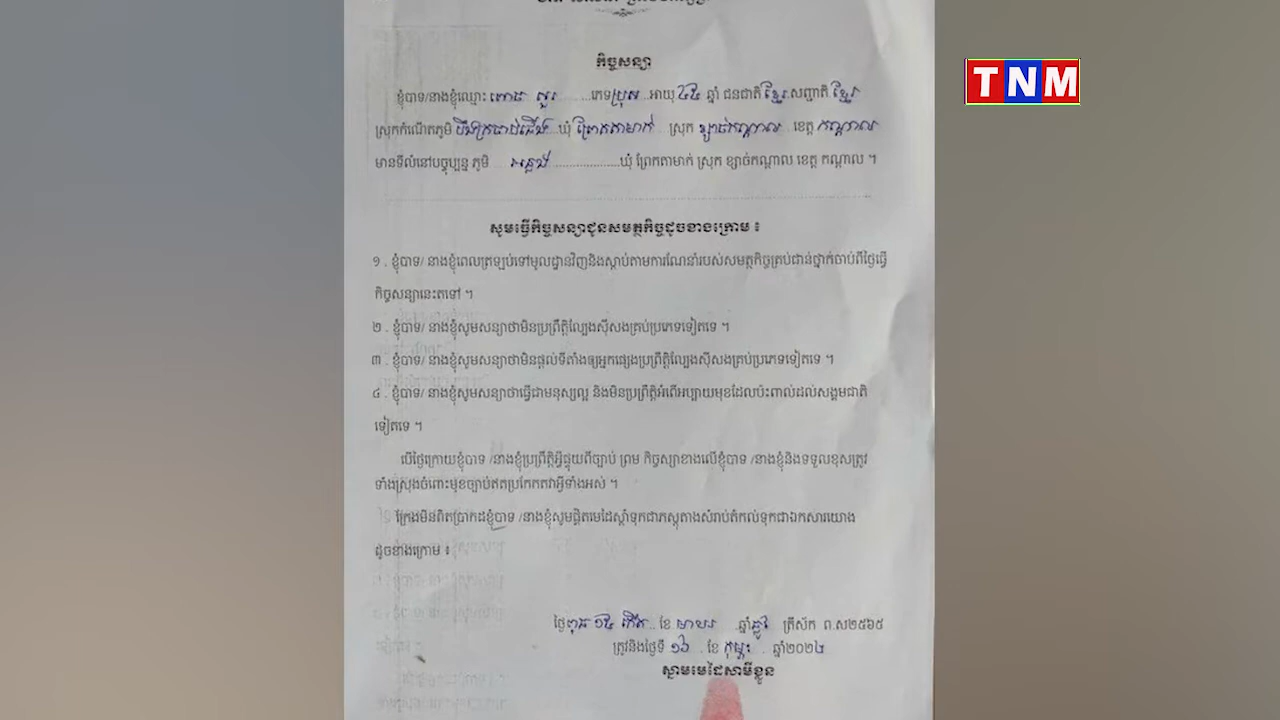 TNM
កិច្ចសន្យា
ខ្ញុំបាទ/នាងខ្ញុំឈ្មោះ ហេង សួរ ភេទ ប្រុស អាយុ ៤៥ ឆ្នាំ ជនជាតិ ខ្មែរ សញ្ជាតិ ខ្មែរ
ស្រុកកំណើតភូមិ ឃុំ ព្រែកតាមាក់ ស្រុក ខ្សាច់កណ្ដាល ខេត្ត កណ្ដាល
មានទីលំនៅបច្ចុប្បន្ន ភូមិ ឃុំ ព្រែកតាមាក់ ស្រុក ខ្សាច់កណ្ដាល ខេត្ត កណ្ដាល ។
សូមធ្វើកិច្ចសន្យាជូនសមត្ថកិច្ចដូចខាងក្រោម ៖
១ . ខ្ញុំបាទ/ នាងខ្ញុំពេលត្រឡប់ទៅមូលដ្ឋានវិញនិងស្តាប់តាមការណែនាំរបស់សមត្ថកិច្ចគ្រប់ជាន់ថ្នាក់ចាប់ពីថ្ងៃធ្វើ
កិច្ចសន្យានេះតទៅ ។
២ . ខ្ញុំបាទ/ នាងខ្ញុំសូមសន្យាថាមិនប្រព្រឹត្តិល្បែងស៊ីសងគ្រប់ប្រភេទទៀតទេ ។
៣ . ខ្ញុំបាទ/ នាងខ្ញុំសូមសន្យាថាមិនផ្តល់ទីតាំងឲ្យអ្នកផ្សេងប្រព្រឹត្តិល្បែងស៊ីសងគ្រប់ប្រភេទទៀតទេ ។
៤ . ខ្ញុំបាទ/ នាងខ្ញុំសូមសន្យាថាធ្វើជាមនុស្សល្អ និងមិនប្រព្រឹត្តិអំពើអបាយមុខដែលប៉ះពាល់ដល់សង្គមជាតិ
ទៀតទេ ។
បើថ្ងៃក្រោយខ្ញុំបាទ /នាងខ្ញុំប្រព្រឹត្តិអ្វីផ្ទុយពីច្បាប់ ព្រម កិច្ចស្យាខាងលើខ្ញុំបាទ /នាងខ្ញុំនិងទទួលខុសត្រូវ
ទាំងស្រុងចំពោះមុខច្បាប់ឥតប្រកែកតវ៉ាអ្វីទាំងអស់ ។
ក្រែងមិនពិតប្រាកដខ្ញុំបាទ /នាងខ្ញុំសូមផ្តិតមេដៃស្តាំទុកជាភស្តុតាងសំរាប់តំកល់ទុកជាឯកសារយោង
ដូចខាងក្រោម ៖
ថ្ងៃ ពុធ ១៥ កើត ខែ មាឃ ឆ្នាំ ឆ្លូវ ត្រីស័ក ព.ស២៥៦៥
ត្រូវនិងថ្ងៃទី ១៦ ខែ កុម្ភះ ឆ្នាំ២០២
ស្នាមមេដៃសាមីខ្លួន